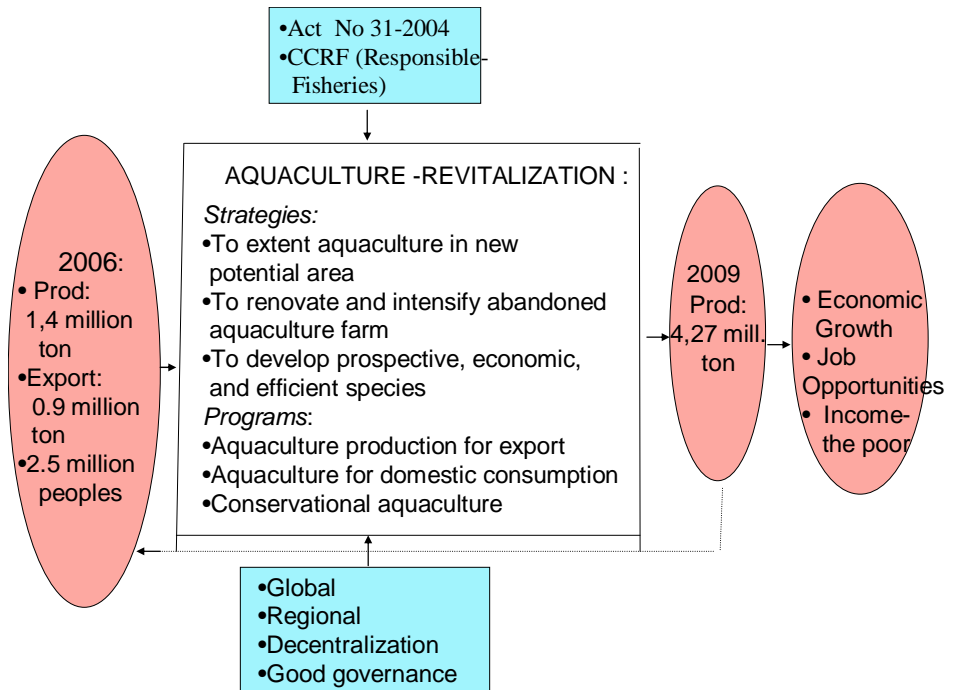 •Act No 31-2004
•CCRF (Responsible-
Fisheries)
2006:
• Prod:
1,4 million
ton
•Export:
0.9 million
ton
•2.5 million
peoples
AQUACULTURE -REVITALIZATION :
Strategies:
•To extent aquaculture in new
potential area
•To renovate and intensify abandoned
aquaculture farm
•To develop prospective, economic,
and efficient species
Programs:
•Aquaculture production for export
•Aquaculture for domestic consumption
•Conservational aquaculture
2009
Prod:
4,27 mill.
ton
• Economic
Growth
• Job
Opportunities
• Income-
the poor
•Global
•Regional
•Decentralization
•Good governance